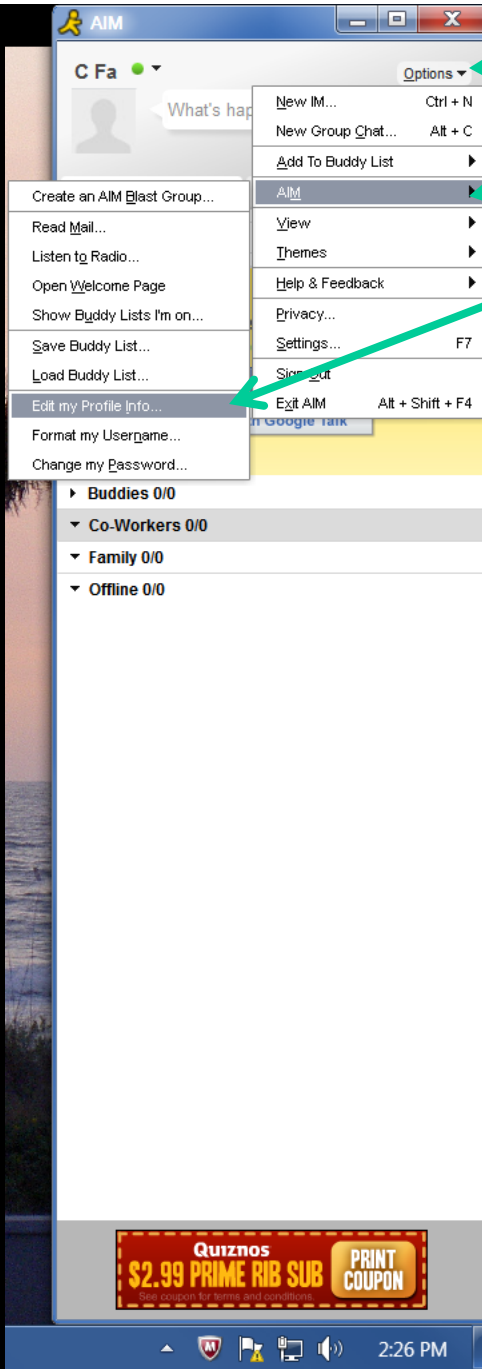 AIM
C Fa
Options
What's hap
New IM... Ctrl + N
New Group Chat... Alt + C
Add To Buddy List
AIM
View
Themes
Help & Feedback
Privacy...
Settings... F7
Sign Out
Exit AIM Alt + Shift + F4
Create an AIM Blast Group...
Read Mail...
Listen to Radio...
Open Welcome Page
Show Buddy Lists I'm on...
Save Buddy List...
Load Buddy List...
Edit my Profile Info...
Format my Username...
Change my Password...
Google Talk
Buddies 0/0
Co-Workers 0/0
Family 0/0
Offline 0/0
Quiznos
$2.99 PRIME RIB SUB
See coupon for terms and conditions.
PRINT
COUPON
2:26 PM